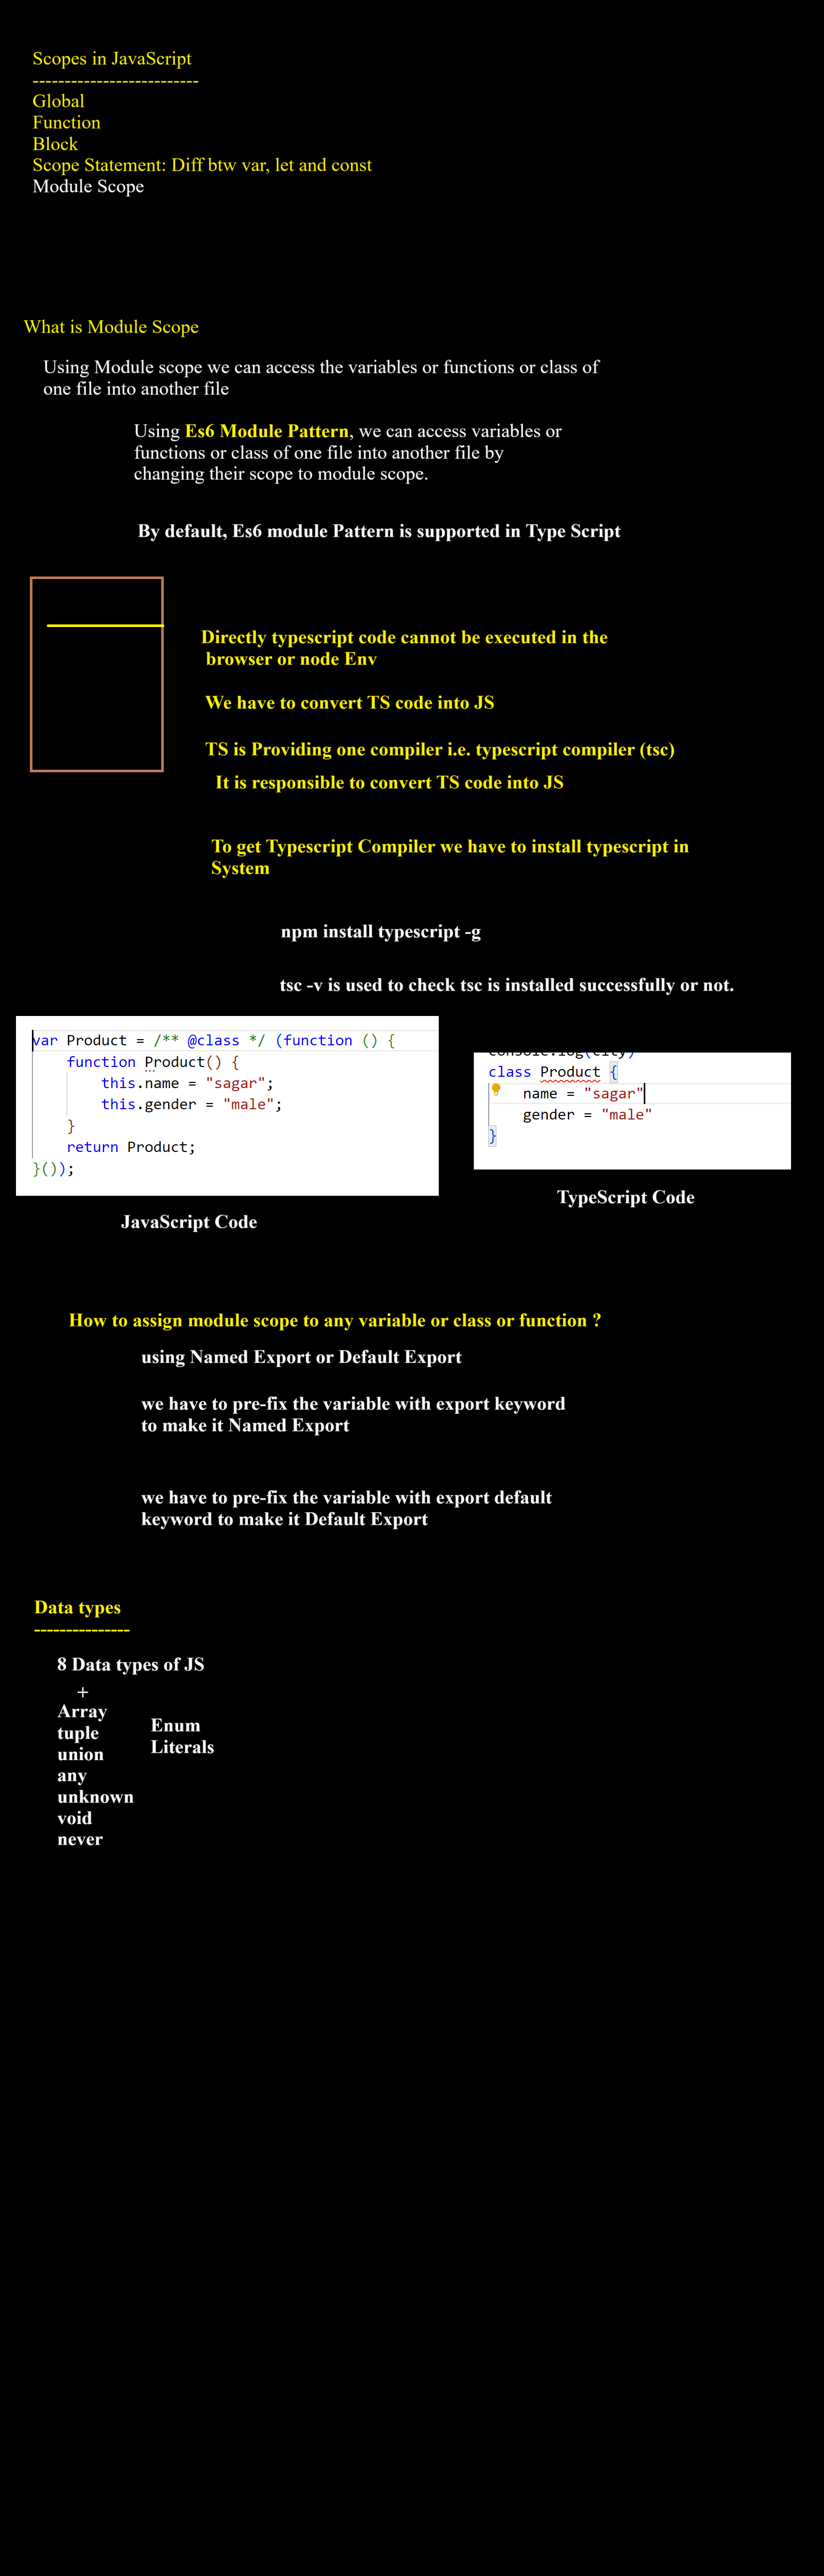 Scopes in JavaScript
--------------------------
Global
Function
Block
Scope Statement: Diff btw var, let and const
Module Scope
What is Module Scope
Using Module scope we can access the variables or functions or class of
one file into another file
Using Es6 Module Pattern, we can access variables or
functions or class of one file into another file by
changing their scope to module scope.
By default, Es6 module Pattern is supported in Type Script
Directly typescript code cannot be executed in the
browser or node Env
We have to convert TS code into JS
TS is Providing one compiler i.e. typescript compiler (tsc)
It is responsible to convert TS code into JS
To get Typescript Compiler we have to install typescript in
System
npm install typescript -g
tsc -v is used to check tsc is installed successfully or not.
var Product = /** @class */ (function () {
    function Product() {
        this.name = "sagar";
        this.gender = "male";
    }
    return Product;
}());
JavaScript Code
console.log(city)
class Product {
    name = "sagar"
    gender = "male"
}
TypeScript Code
How to assign module scope to any variable or class or function ?
using Named Export or Default Export
we have to pre-fix the variable with export keyword
to make it Named Export
we have to pre-fix the variable with export default
keyword to make it Default Export
Data types
---------------
8 Data types of JS
+
Array
tuple
union
any
unknown
void
never
Enum
Literals